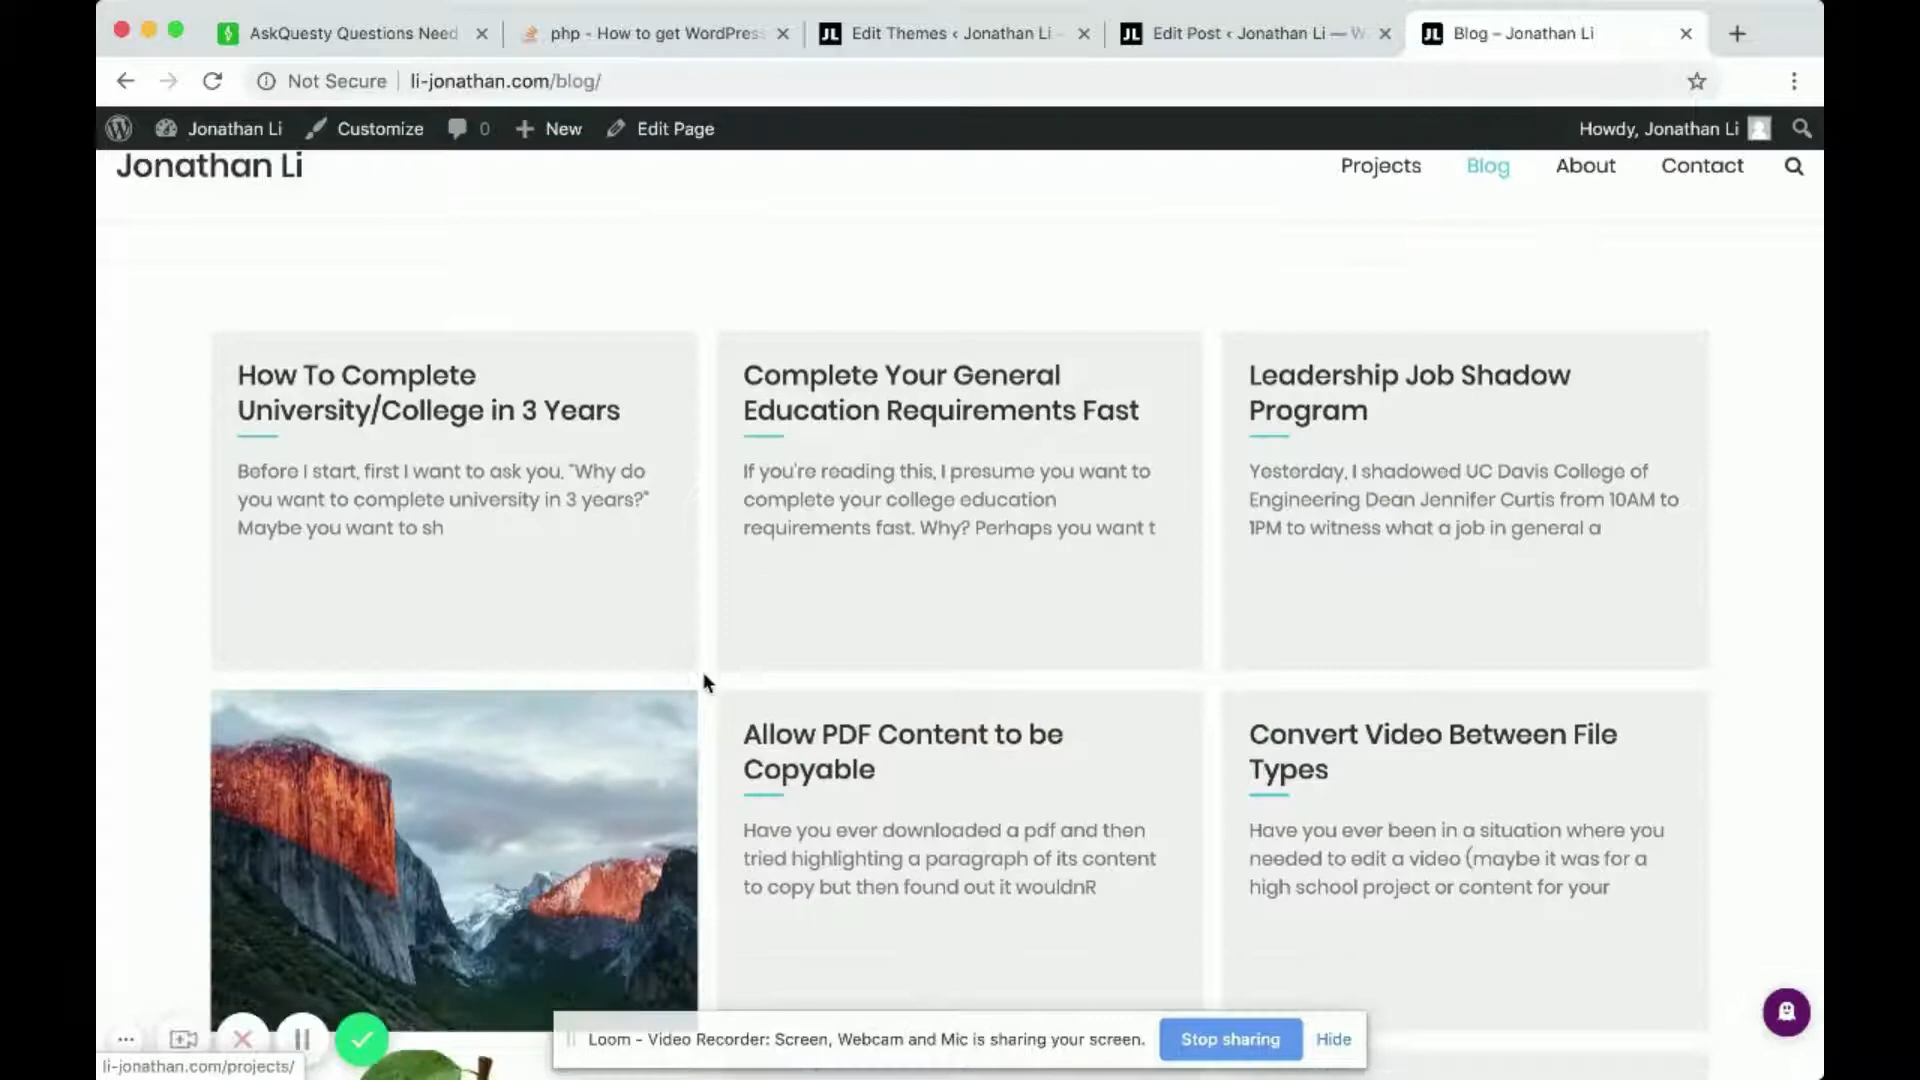 AskQuesty Questions Need
php - How to get WordPres
Edit Themes ‹ Jonathan Li -
Edit Post ‹ Jonathan Li — W
Blog – Jonathan Li
Not Secure
li-jonathan.com/blog/
Jonathan Li
Customize
0
New
Edit Page
Howdy, Jonathan Li
Jonathan Li
Projects
Blog
About
Contact
How To Complete
University/College in 3 Years
Before I start, first I want to ask you, "Why do
you want to complete university in 3 years?"
Maybe you want to sh
Complete Your General
Education Requirements Fast
If you're reading this, I presume you want to
complete your college education
requirements fast. Why? Perhaps you want t
Leadership Job Shadow
Program
Yesterday, I shadowed UC Davis College of
Engineering Dean Jennifer Curtis from 10AM to
1PM to witness what a job in general a
Allow PDF Content to be
Copyable
Have you ever downloaded a pdf and then
tried highlighting a paragraph of its content
to copy but then found out it wouldnR
Convert Video Between File
Types
Have you ever been in a situation where you
needed to edit a video (maybe it was for a
high school project or content for your
Loom - Video Recorder: Screen, Webcam and Mic is sharing your screen.
Stop sharing
Hide
li-jonathan.com/projects/